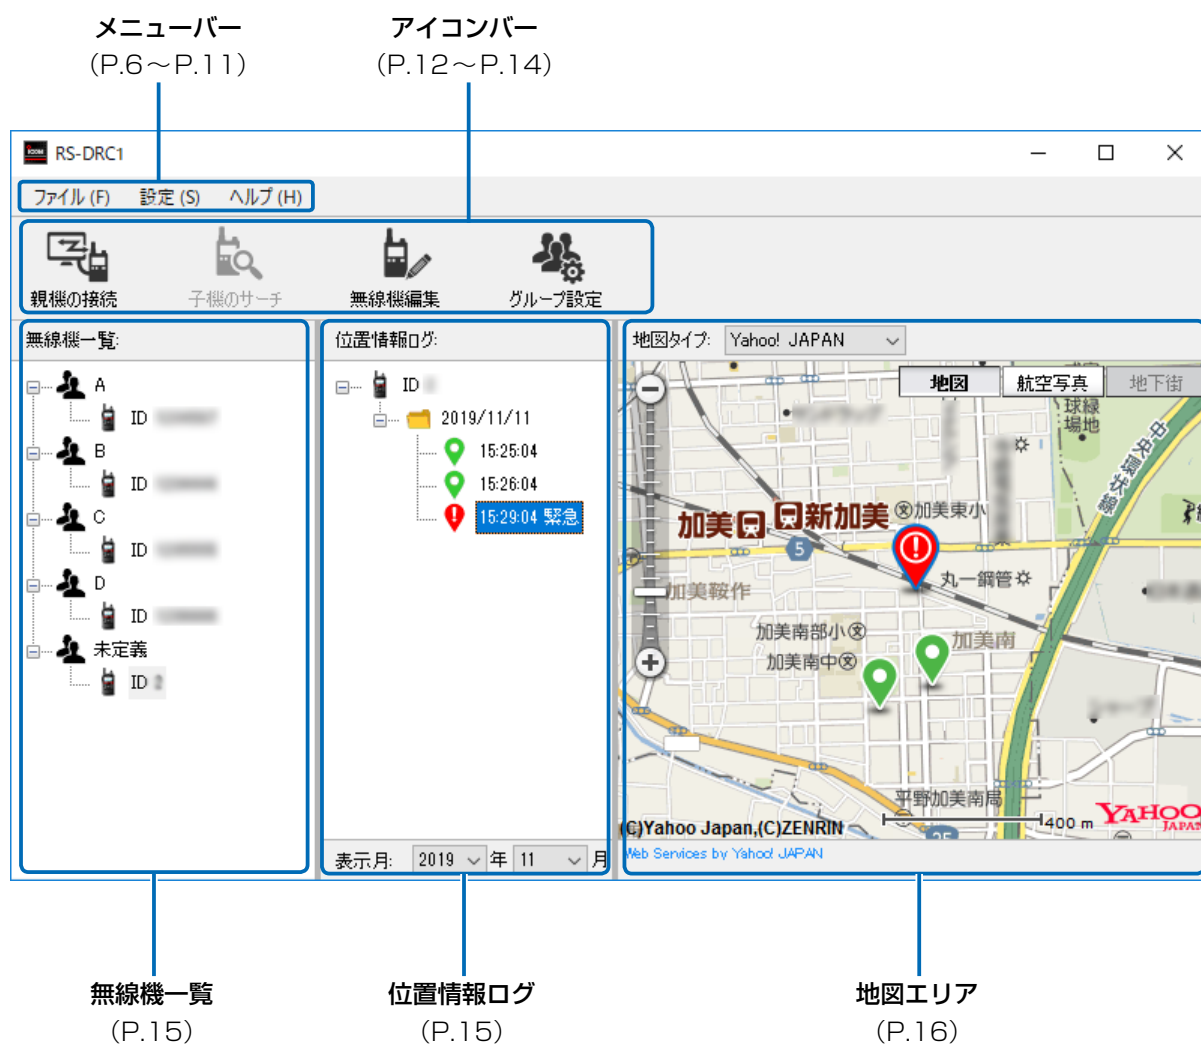 メニューバー
(P.6～P.11)
アイコンバー
(P.12～P.14)
ICOM
RS-DRC1
ファイル (F) 設定 (S) ヘルプ (H)
親機の接続 子機のサーチ 無線機編集 グループ設定
無線機一覧:
A
ID
B
ID
C
ID
D
ID
未定義
ID 2
位置情報ログ:
ID
2019/11/11
15:25:04
15:26:04
15:29:04 緊急
表示月: 2019 年 11 月
地図タイプ: Yahoo! JAPAN
地図 航空写真 地下街
球緑
場地
中央環状線
加美 新加美
加美東小
5
丸一鋼管
加美鞍作
加美南部小
加美南
加美南中
平野加美南局
400 m
YAHOO
JAPAN
(C)Yahoo Japan,(C)ZENRIN
25
Web Services by Yahoo! JAPAN
無線機一覧
(P.15)
位置情報ログ
(P.15)
地図エリア
(P.16)